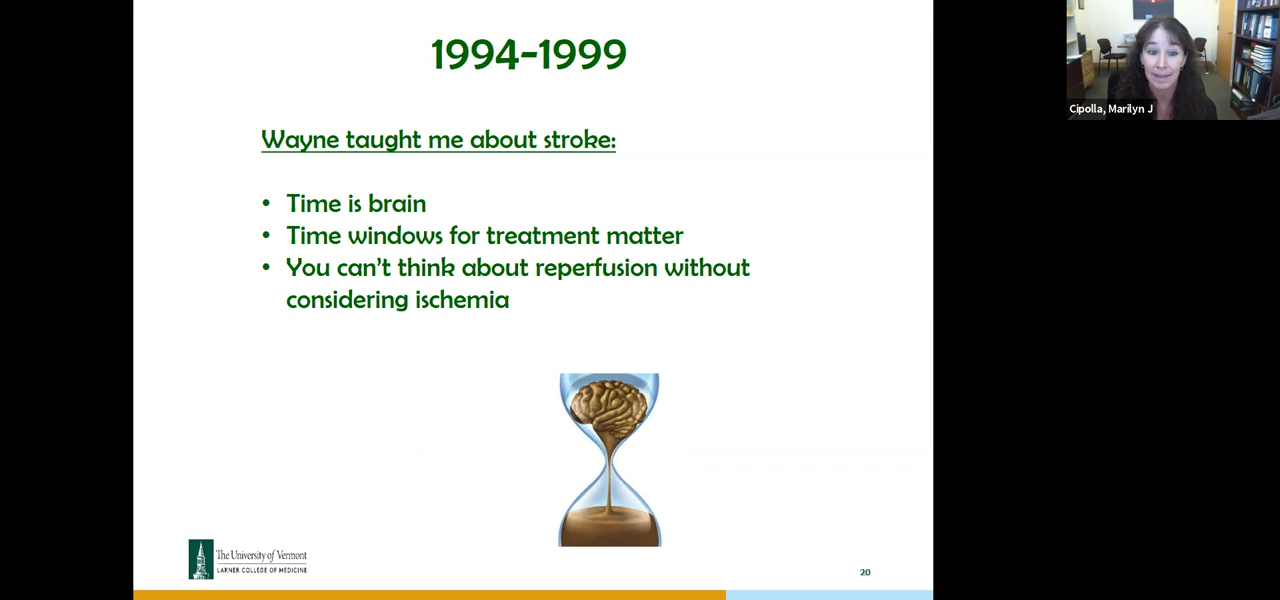 1994-1999
Wayne taught me about stroke:
• Time is brain
• Time windows for treatment matter
• You can't think about reperfusion without
considering ischemia
The University of Vermont
LARNER COLLEGE OF MEDICINE
20
Cipolla, Marilyn J